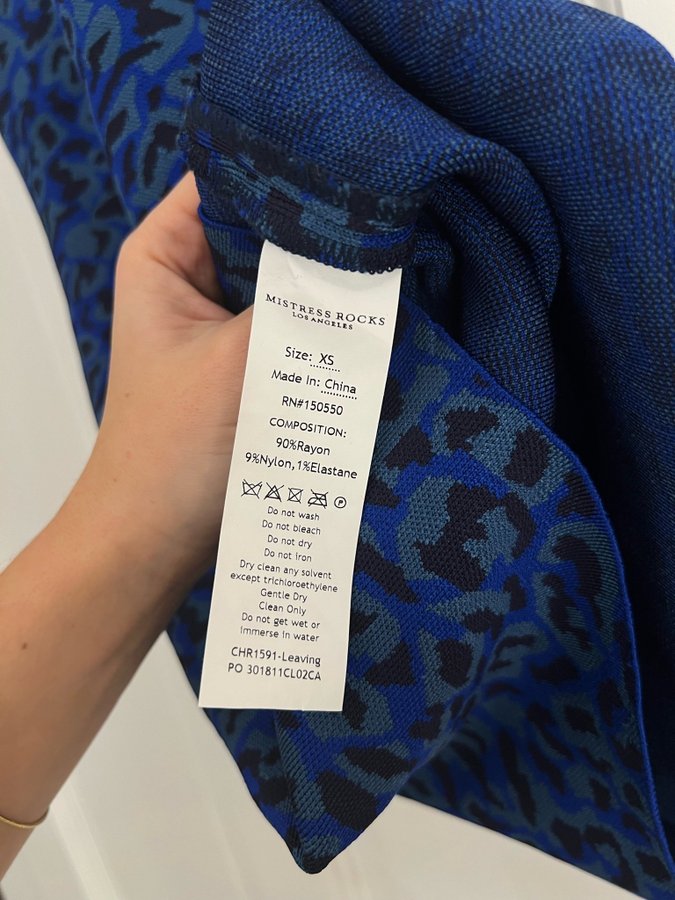 MISTRESS ROCKS
LOS ANGELES
Size: XS
Made In: China
RN#150550
COMPOSITION:
90%Rayon
9%Nylon,1%Elastane
P
Do not wash
Do not bleach
Do not dry
Do not iron
Dry clean any solvent
except trichloroethylene
Gentle Dry
Clean Only
Do not get wet or
immerse in water
CHR1591-Leaving
PO 301811CL02CA